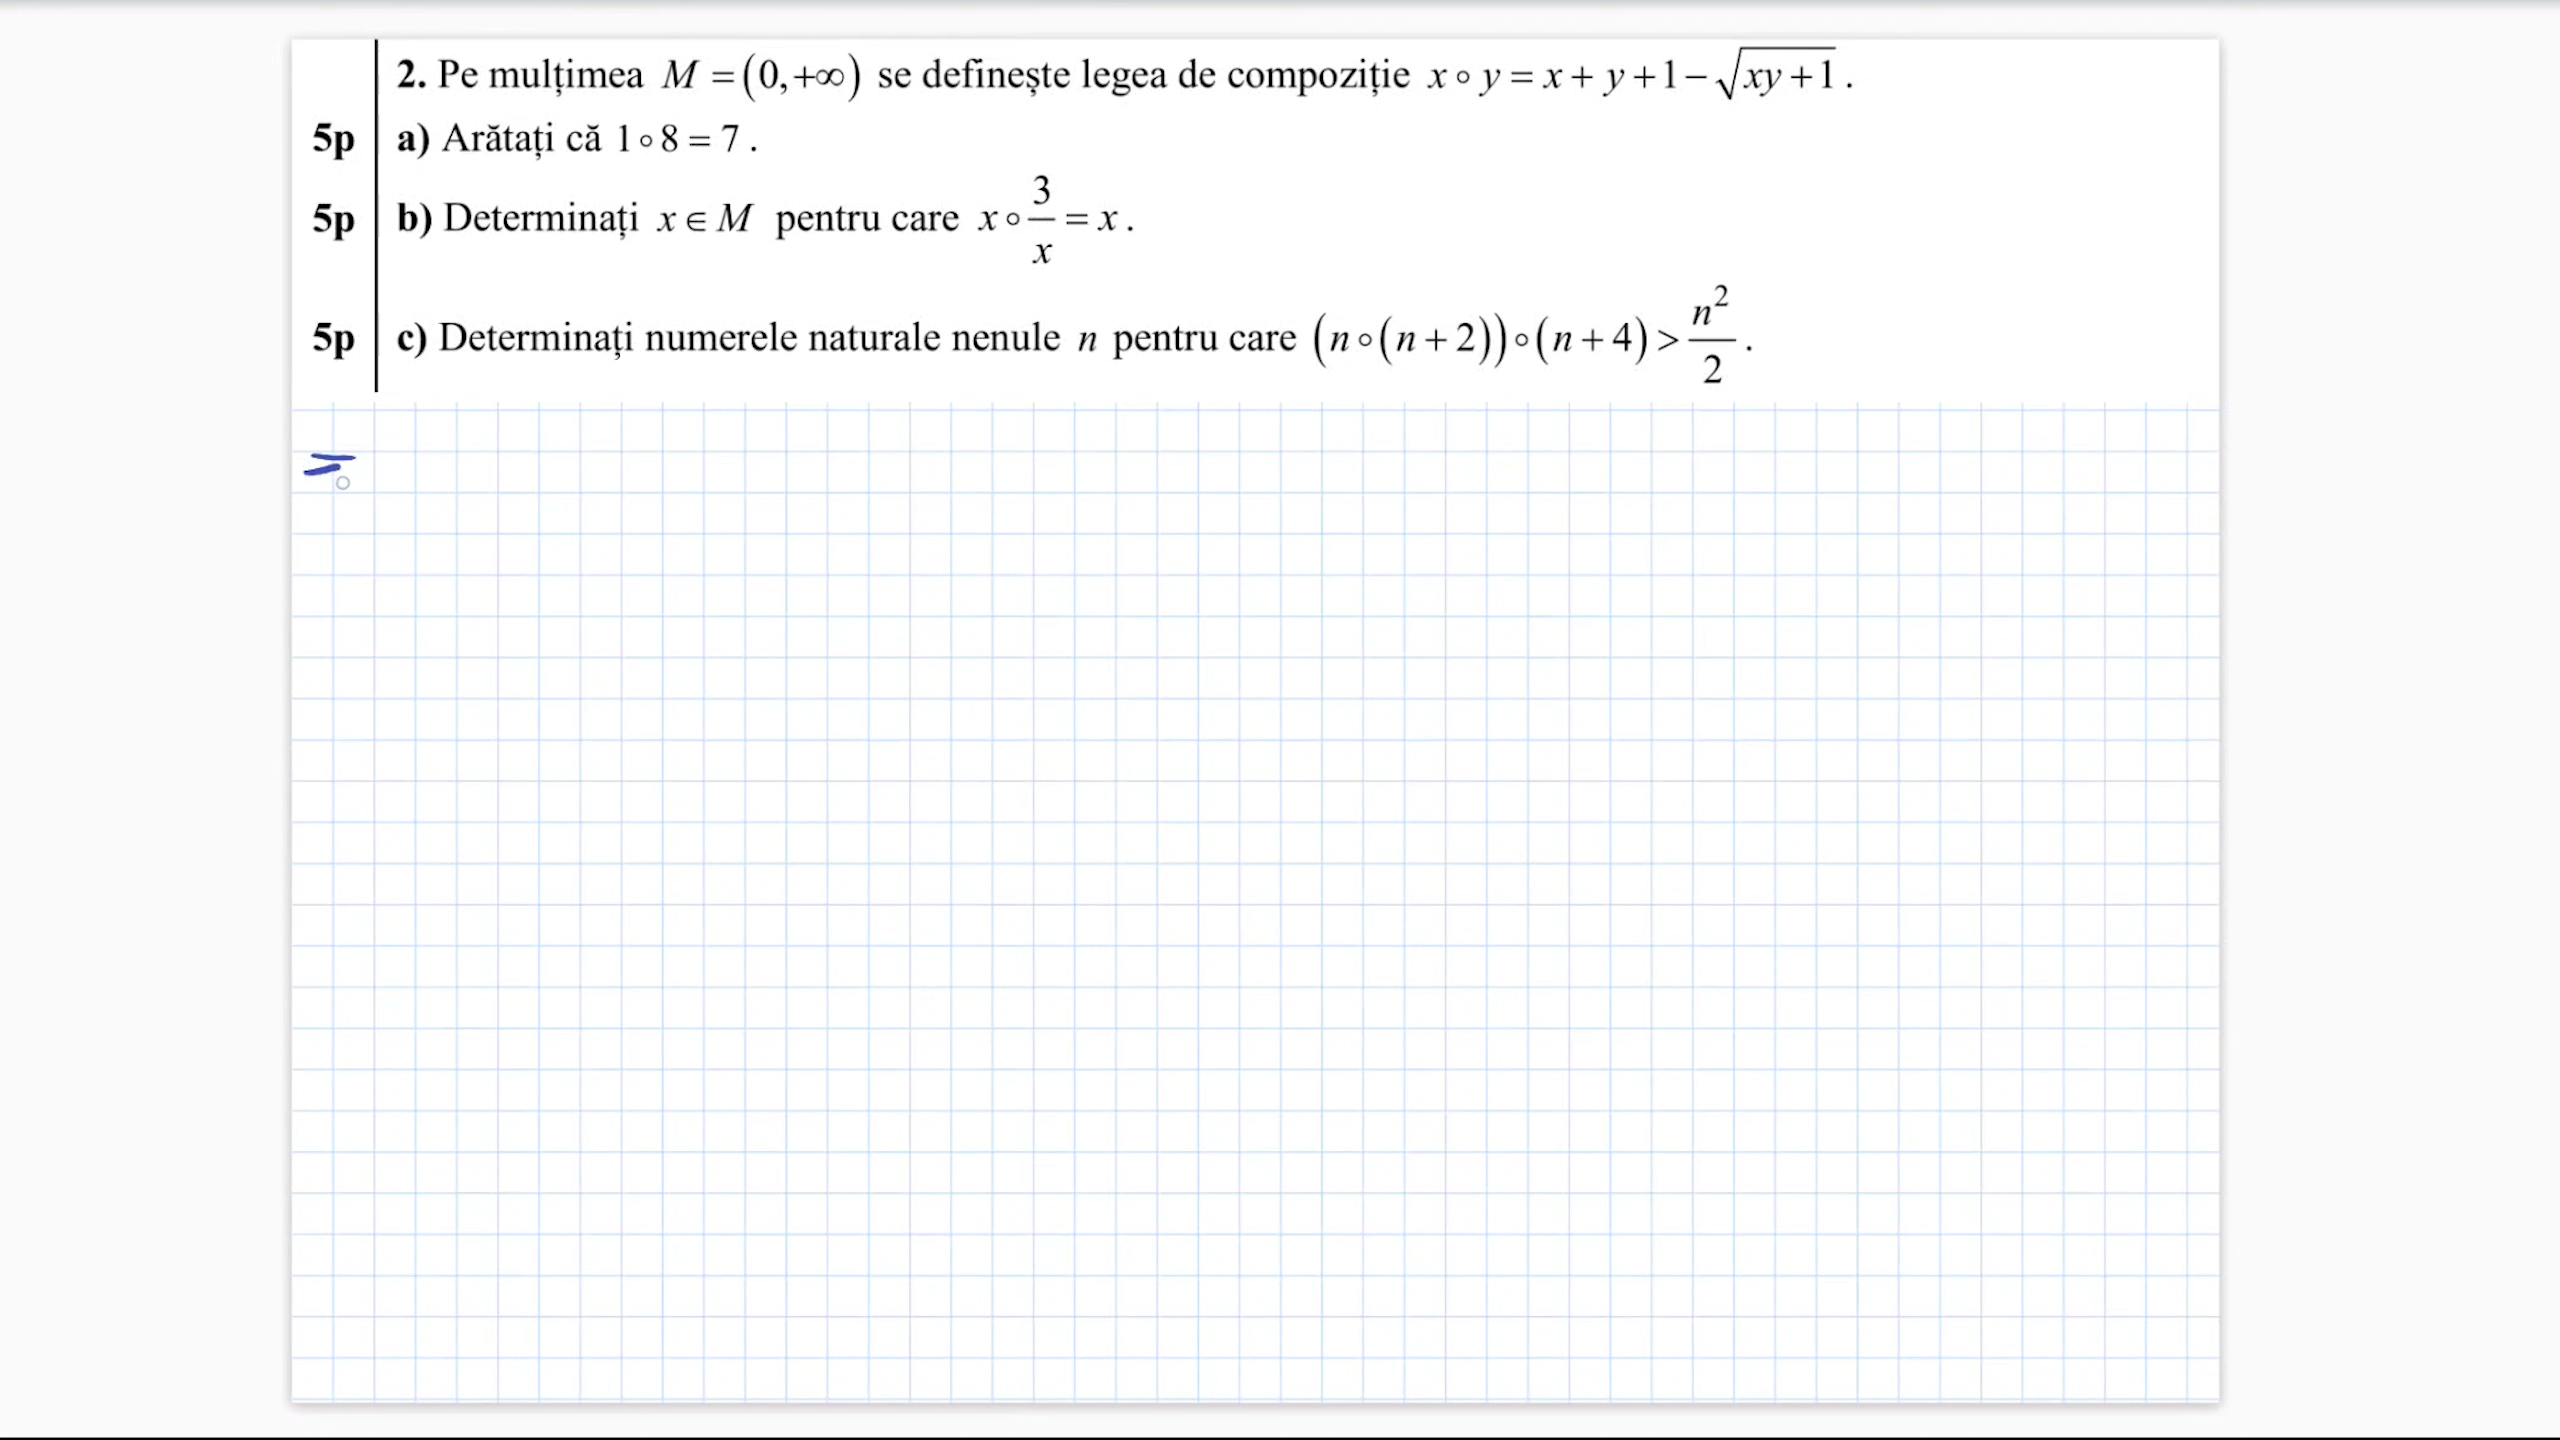 2. Pe mulțimea M = (0,+∞) se definește legea de compoziție x∘y = x + y + 1 − √(xy + 1).
5p a) Arătați că 1∘8 = 7.
5p b) Determinați x ∈ M pentru care x∘3/x = x.
5p c) Determinați numerele naturale nenule n pentru care (n∘(n + 2))∘(n + 4) > n²/2.